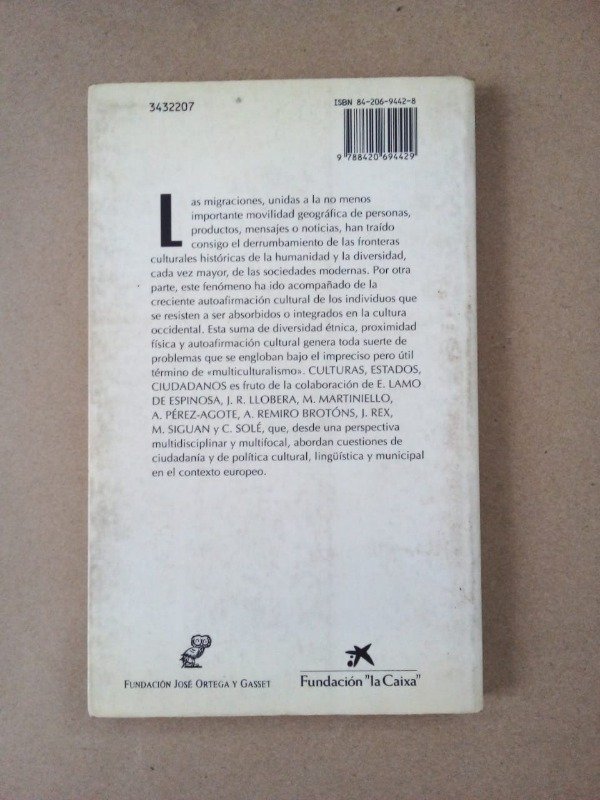 3432207
ISBN 84-206-9442-8
9 788420 694429
Las migraciones, unidas a la no menos
importante movilidad geográfica de personas,
productos, mensajes o noticias, han traído
consigo el derrumbamiento de las fronteras
culturales históricas de la humanidad y la diversidad,
cada vez mayor, de las sociedades modernas. Por otra
parte, este fenómeno ha ido acompañado de la
creciente autoafirmación cultural de los individuos que
se resisten a ser absorbidos o integrados en la cultura
occidental. Esta suma de diversidad étnica, proximidad
física y autoafirmación cultural genera toda suerte de
problemas que se engloban bajo el impreciso pero útil
término de «multiculturalismo». CULTURAS, ESTADOS,
CIUDADANOS es fruto de la colaboración de E. LAMO
DE ESPINOSA, J. R. LLOBERA, M. MARTINIELLO,
A. PÉREZ-AGOTE, A. REMIRO BROTÓNS, J. REX,
M. SIGUAN y C. SOLÉ, que, desde una perspectiva
multidisciplinar y multifocal, abordan cuestiones de
ciudadanía y de política cultural, lingüística y municipal
en el contexto europeo.
FUNDACIÓN JOSÉ ORTEGA Y GASSET
Fundación "la Caixa"